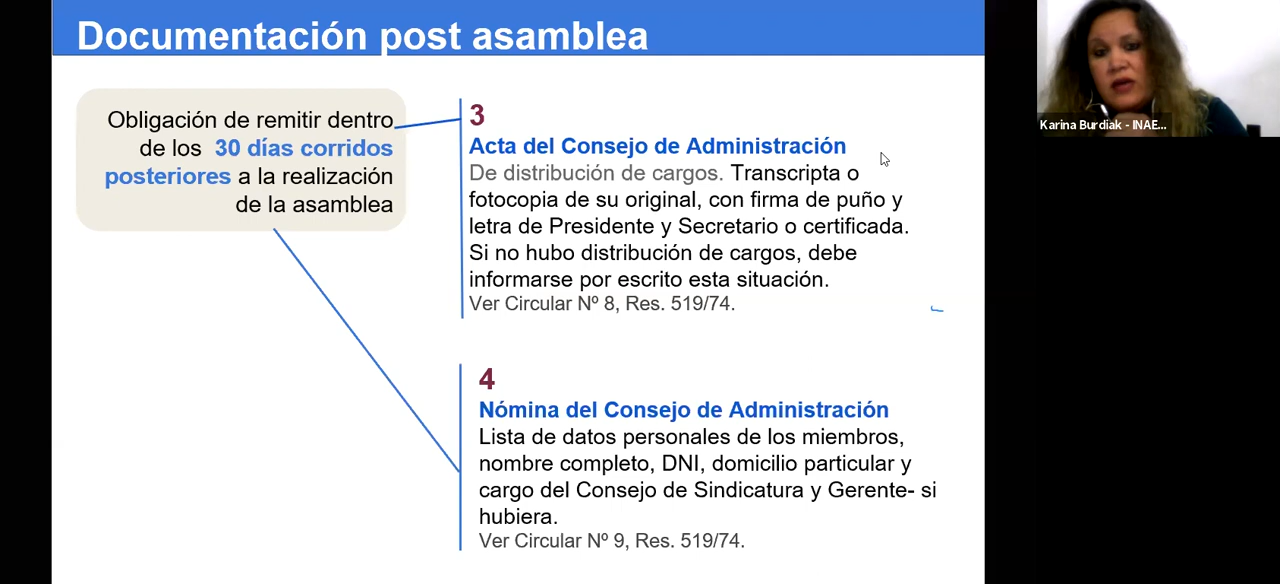 Documentación post asamblea
Obligación de remitir dentro
de los 30 días corridos
posteriores a la realización
de la asamblea
3
Acta del Consejo de Administración
De distribución de cargos. Transcripta o
fotocopia de su original, con firma de puño y
letra de Presidente y Secretario o certificada.
Si no hubo distribución de cargos, debe
informarse por escrito esta situación.
Ver Circular Nº 8, Res. 519/74.
4
Nómina del Consejo de Administración
Lista de datos personales de los miembros,
nombre completo, DNI, domicilio particular y
cargo del Consejo de Sindicatura y Gerente- si
hubiera.
Ver Circular Nº 9, Res. 519/74.
Karina Burdiak - INAE...